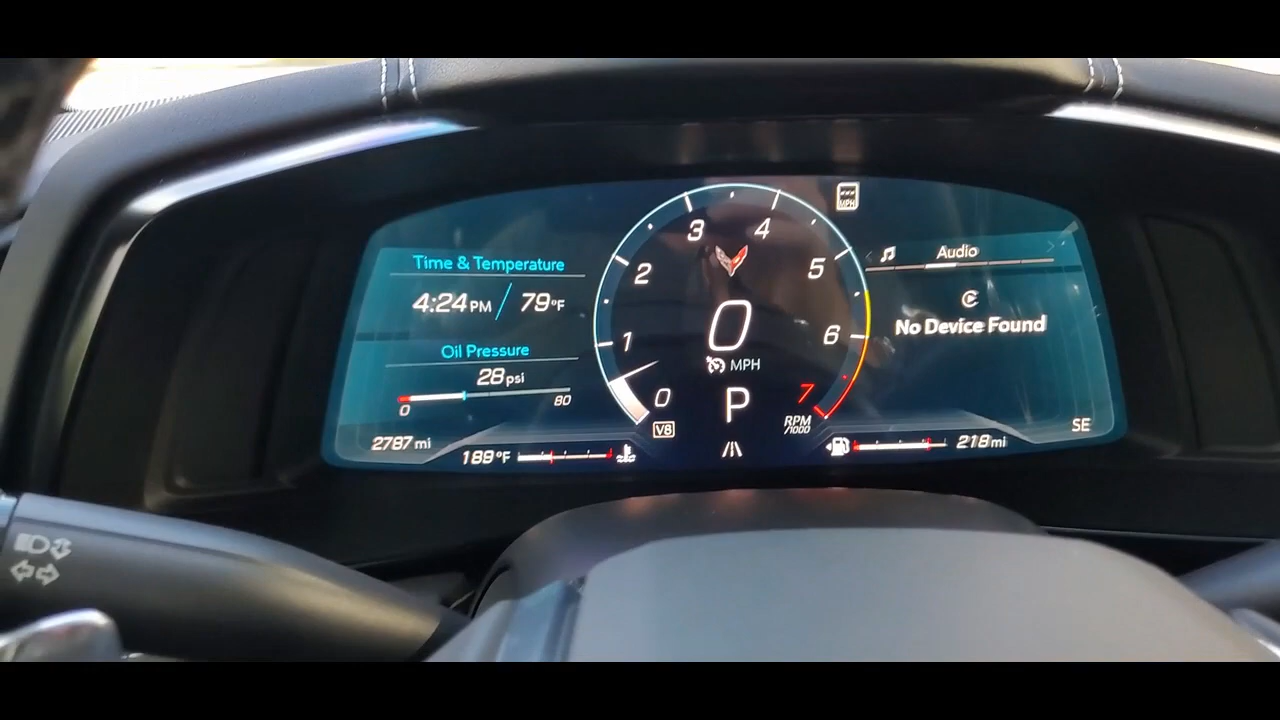 MPH
Time & Temperature
4:24 PM / 79°F
Oil Pressure
28 psi
0 80
2787 mi
189°F
0
1
2
3
4
5
6
7
0
MPH
P
V8
RPM
/1000
Audio
No Device Found
218 mi
SE